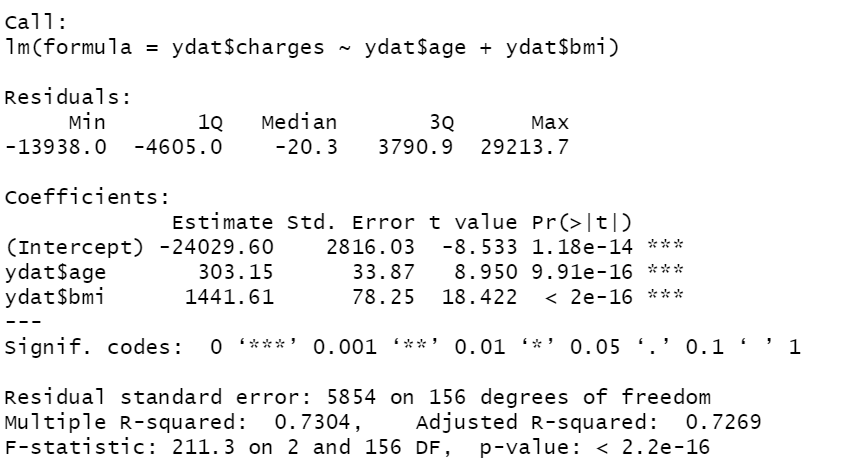 Call:
lm(formula = ydat$charges ~ ydat$age + ydat$bmi)
Residuals:
Min 1Q Median 3Q Max
-13938.0 -4605.0 -20.3 3790.9 29213.7
Coefficients:
Estimate Std. Error t value Pr(>|t|)
(Intercept) -24029.60 2816.03 -8.533 1.18e-14 ***
ydat$age 303.15 33.87 8.950 9.91e-16 ***
ydat$bmi 1441.61 78.25 18.422 < 2e-16 ***
---
Signif. codes: 0 ‘***’ 0.001 ‘**’ 0.01 ‘*’ 0.05 ‘.’ 0.1 ‘ ’ 1
Residual standard error: 5854 on 156 degrees of freedom
Multiple R-squared: 0.7304, Adjusted R-squared: 0.7269
F-statistic: 211.3 on 2 and 156 DF, p-value: < 2.2e-16